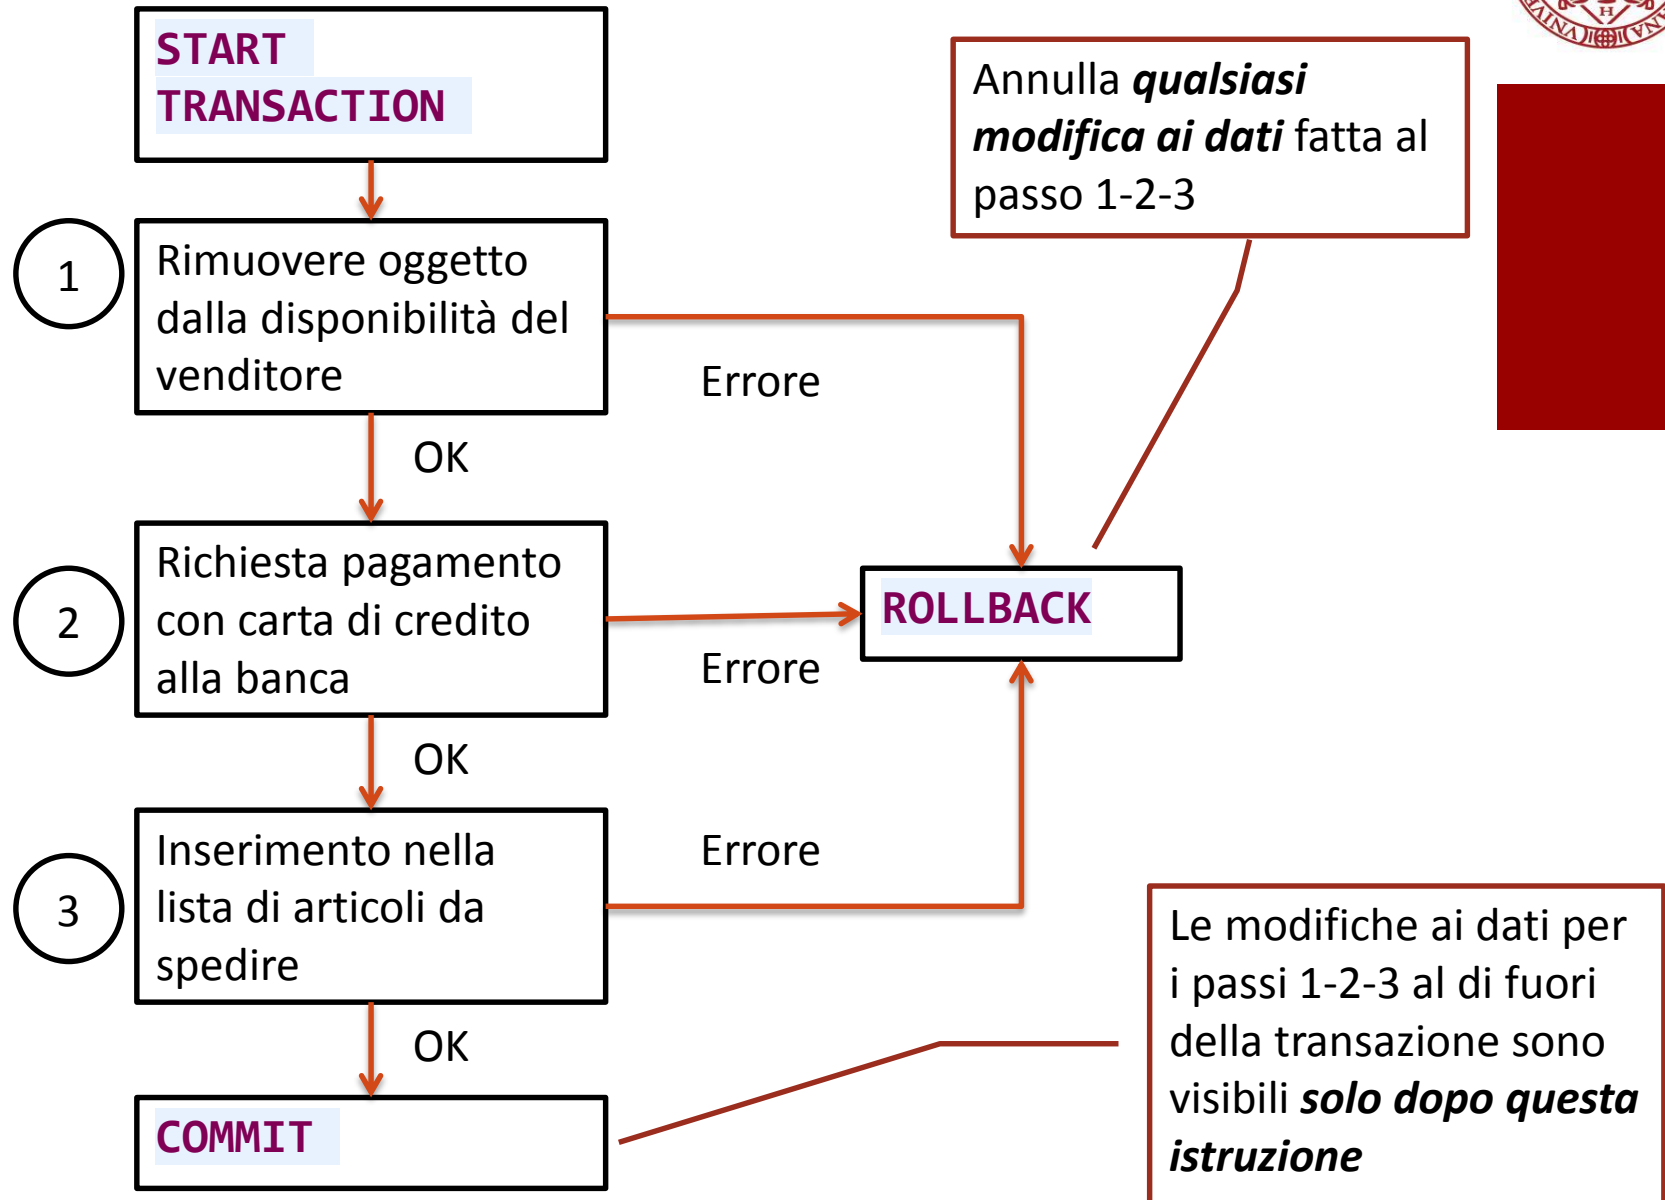 START
TRANSACTION
Annulla qualsiasi
modifica ai dati fatta al
passo 1-2-3
1
Rimuovere oggetto
dalla disponibilità del
venditore
Errore
OK
2
Richiesta pagamento
con carta di credito
alla banca
Errore
ROLLBACK
OK
3
Inserimento nella
lista di articoli da
spedire
Errore
OK
COMMIT
Le modifiche ai dati per
i passi 1-2-3 al di fuori
della transazione sono
visibili solo dopo questa
istruzione